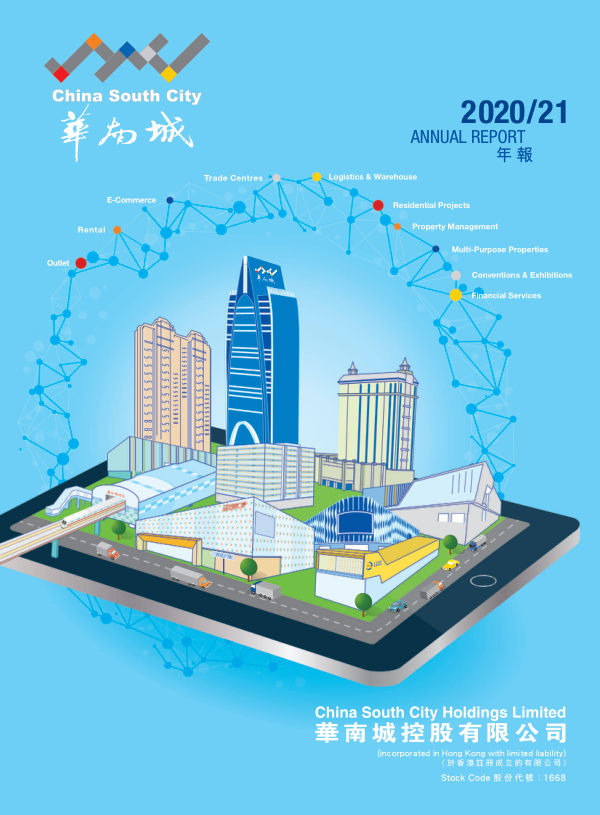 China South City
華南城
2020/21
ANNUAL REPORT
年報
Trade Centres
Logistics & Warehouse
E-Commerce
Residential Projects
Rental
Property Management
Multi-Purpose Properties
Outlet
Conventions & Exhibitions
Financial Services
華南城
China South City Holdings Limited
華南城控股有限公司
(incorporated in Hong Kong with limited liability)
(於香港註冊成立的有限公司)
Stock Code 股份代號：1668